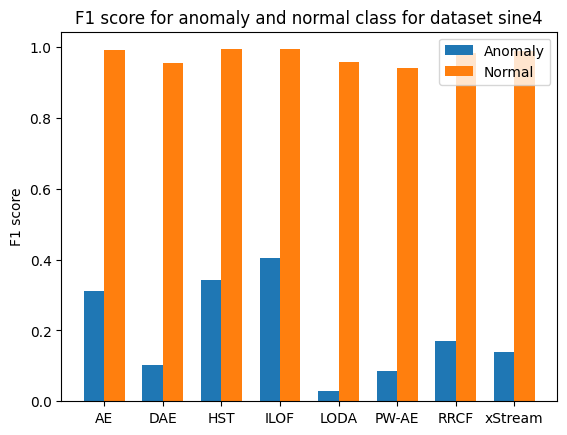 F1 score for anomaly and normal class for dataset sine4
Anomaly
Normal
F1 score
1.0
0.8
0.6
0.4
0.2
0.0
AE DAE HST ILOF LODA PW-AE RRCF xStream